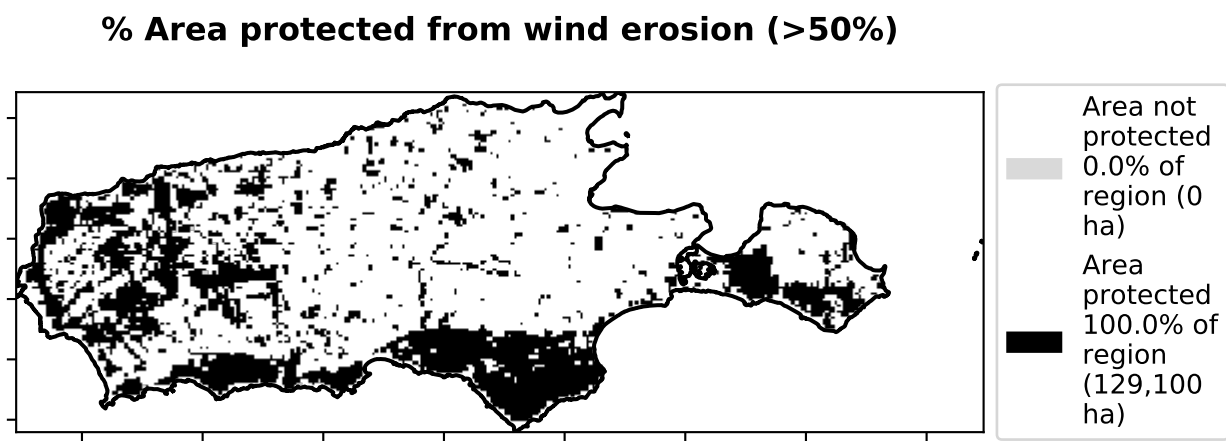 % Area protected from wind erosion (>50%)
Area not
protected
0.0% of
region (0
ha)
Area
protected
100.0% of
region
(129,100
ha)